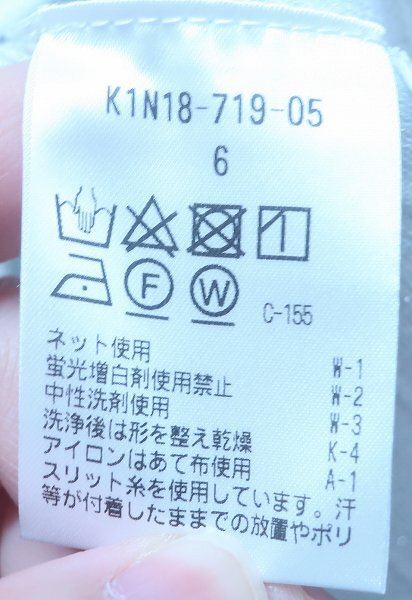 K1N18-719-05
6
F W C-155
ネット使用 W-1
蛍光増白剤使用禁止 W-2
中性洗剤使用 W-3
洗浄後は形を整え乾燥 K-4
アイロンはあて布使用 A-1
スリット糸を使用しています。汗
等が付着したままでの放置やポリ